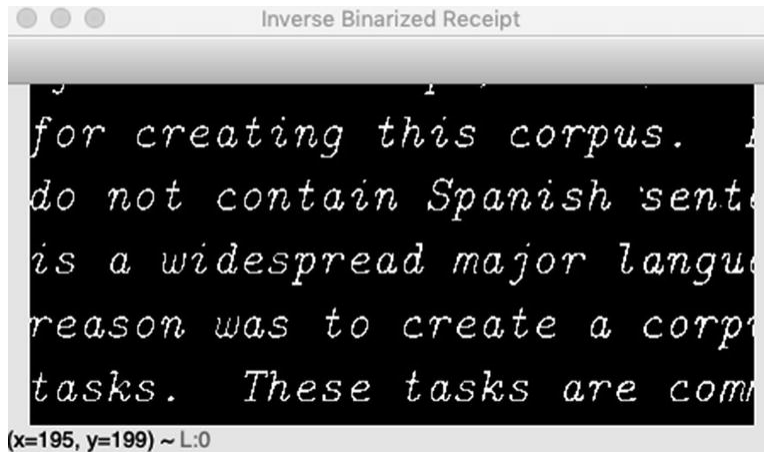 Inverse Binarized Receipt
for creating this corpus.
do not contain Spanish
is a widespread major
reason was to create a
tasks. These tasks are
(x=195, y=199) ~ L:0